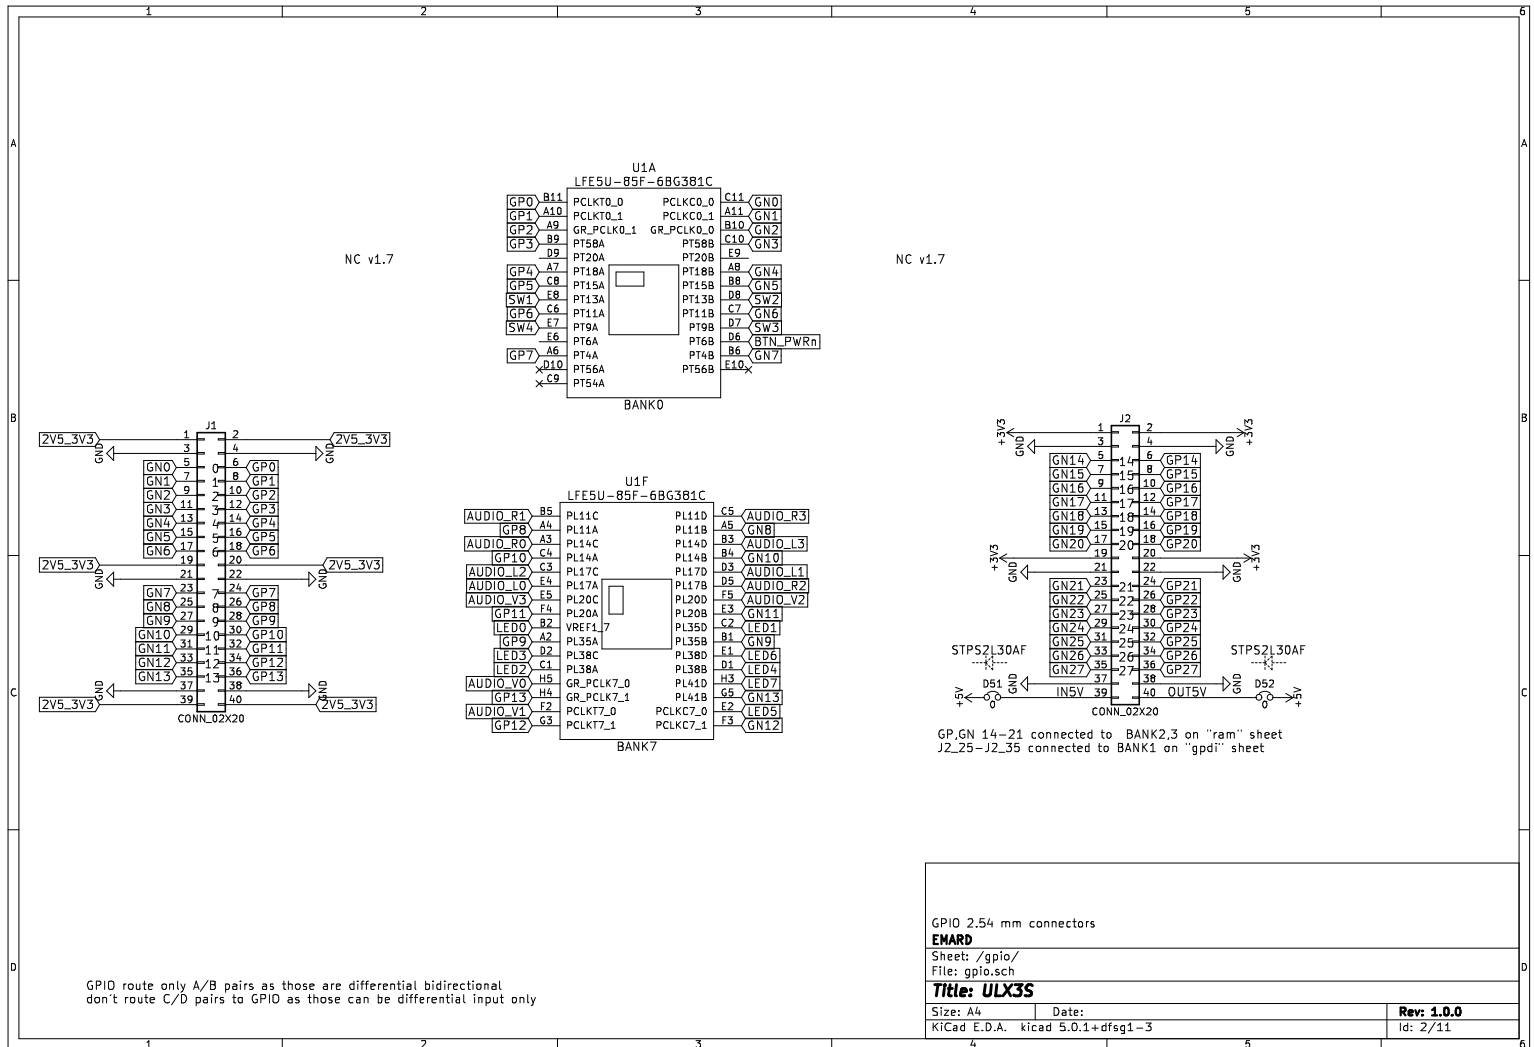 1 2 3 4 5 6
A A
B B
C C
D D
1 2 3 4 5 6
U1A
LFE5U-85F-6BG381C
GP0 B11 PCLKT0_0 PCLKC0_0 C11 GN0
GP1 A10 PCLKT0_1 PCLKC0_1 A11 GN1
GP2 A9 GR_PCLK0_1 GR_PCLK0_0 B10 GN2
GP3 B9 PT58A PT58B C10 GN3
D9 PT20A PT20B E9
GP4 A7 PT18A PT18B A8 GN4
GP5 C8 PT15A PT15B B8 GN5
SW1 E8 PT13A PT13B D8 SW2
GP6 C6 PT11A PT11B C7 GN6
SW4 E7 PT9A PT9B D7 SW3
E6 PT6A PT6B D6 BTN_PWRn
GP7 A6 PT4A PT4B B6 GN7
D10 PT56A PT56B E10
C9 PT54A
BANK0
NC v1.7
NC v1.7
J1
2V5_3V3 1 2 2V5_3V3
GND 3 4 GND
GN0 5 0 6 GP0
GN1 7 1 8 GP1
GN2 9 2 10 GP2
GN3 11 3 12 GP3
GN4 13 4 14 GP4
GN5 15 5 16 GP5
GN6 17 6 18 GP6
2V5_3V3 19 20 2V5_3V3
GND 21 22 GND
GN7 23 7 24 GP7
GN8 25 8 26 GP8
GN9 27 9 28 GP9
GN10 29 10 30 GP10
GN11 31 11 32 GP11
GN12 33 12 34 GP12
GN13 35 13 36 GP13
GND 37 38 GND
2V5_3V3 39 40 2V5_3V3
CONN_02X20
U1F
LFE5U-85F-6BG381C
AUDIO_R1 B5 PL11C PL11D C5 AUDIO_R3
GP8 A4 PL11A PL11B A5 GN8
AUDIO_R0 A3 PL14C PL14D B3 AUDIO_L3
GP10 C4 PL14A PL14B B4 GN10
AUDIO_L2 C3 PL17C PL17D D3 AUDIO_L1
AUDIO_L0 E4 PL17A PL17B D5 AUDIO_R2
AUDIO_V3 E5 PL20C PL20D F5 AUDIO_V2
GP11 F4 PL20A PL20B E3 GN11
LED0 B2 VREF1_7 PL35D C2 LED1
GP9 A2 PL35A PL35B B1 GN9
LED3 D2 PL38C PL38D E1 LED6
LED2 C1 PL38A PL38B D1 LED4
AUDIO_V0 H5 GR_PCLK7_0 PL41D H3 LED7
GP13 H4 GR_PCLK7_1 PL41B G5 GN13
AUDIO_V1 F2 PCLKT7_0 PCLKC7_0 E2 LED5
GP12 G3 PCLKT7_1 PCLKC7_1 F3 GN12
BANK7
J2
+3V3 1 2 +3V3
GND 3 4 GND
GN14 5 14 6 GP14
GN15 7 15 8 GP15
GN16 9 16 10 GP16
GN17 11 17 12 GP17
GN18 13 18 14 GP18
GN19 15 19 16 GP19
GN20 17 20 18 GP20
+3V3 19 20 +3V3
GND 21 22 GND
GN21 23 21 24 GP21
GN22 25 22 26 GP22
GN23 27 23 28 GP23
GN24 29 24 30 GP24
GN25 31 25 32 GP25
GN26 33 26 34 GP26
GN27 35 27 36 GP27
GND 37 38 GND
+5V D51 0 IN5V 39 40 OUT5V D52 0 +5V
STPS2L30AF STPS2L30AF
CONN_02X20
GP,GN 14-21 connected to BANK2,3 on "ram" sheet
J2_25-J2_35 connected to BANK1 on "gpdi" sheet
GPIO route only A/B pairs as those are differential bidirectional
don't route C/D pairs to GPIO as those can be differential input only
GPIO 2.54 mm connectors
EMARD
Sheet: /gpio/
File: gpio.sch
Title: ULX3S
Size: A4 Date: Rev: 1.0.0
KiCad E.D.A. kicad 5.0.1+dfsg1-3 Id: 2/11